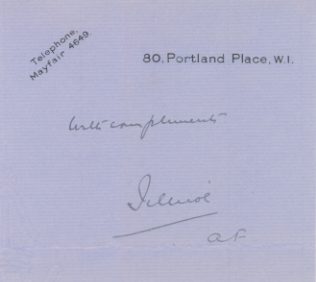 Telephone,
Mayfair 4649.
80, Portland Place, W.1.
With compliments